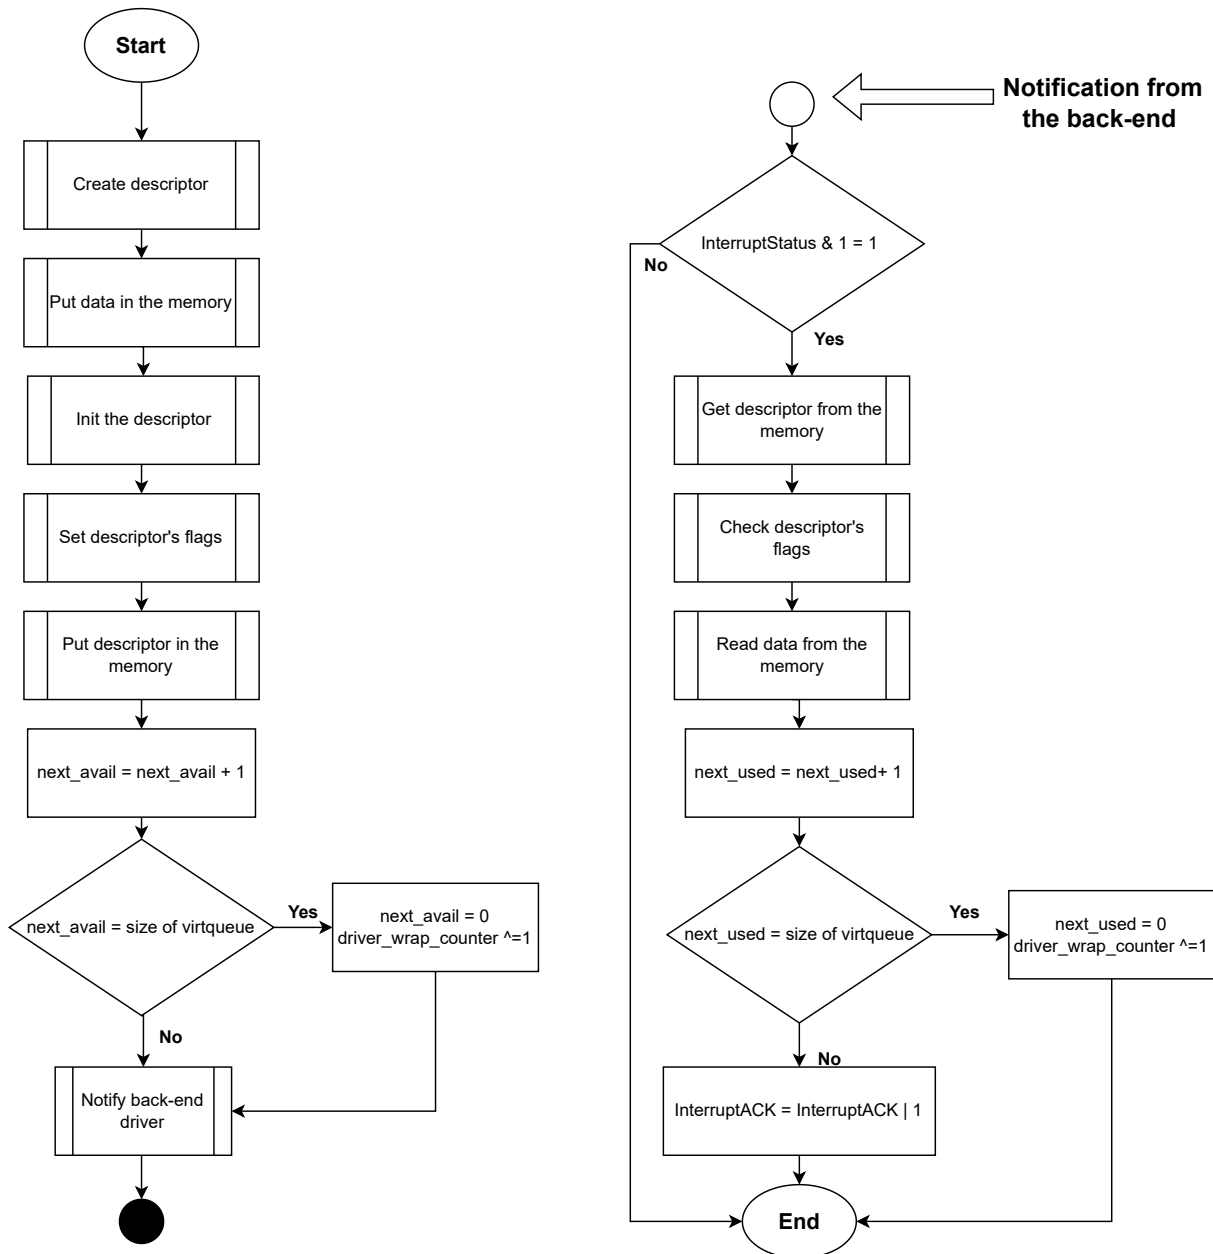 Start
Create descriptor
Put data in the memory
Init the descriptor
Set descriptor's flags
Put descriptor in the
memory
next_avail = next_avail + 1
next_avail = size of virtqueue
Yes
next_avail = 0
driver_wrap_counter ^=1
No
Notify back-end
driver
Notification from
the back-end
InterruptStatus & 1 = 1
No
Yes
Get descriptor from the
memory
Check descriptor's
flags
Read data from the
memory
next_used = next_used+ 1
next_used = size of virtqueue
Yes
next_used = 0
driver_wrap_counter ^=1
No
InterruptACK = InterruptACK | 1
End